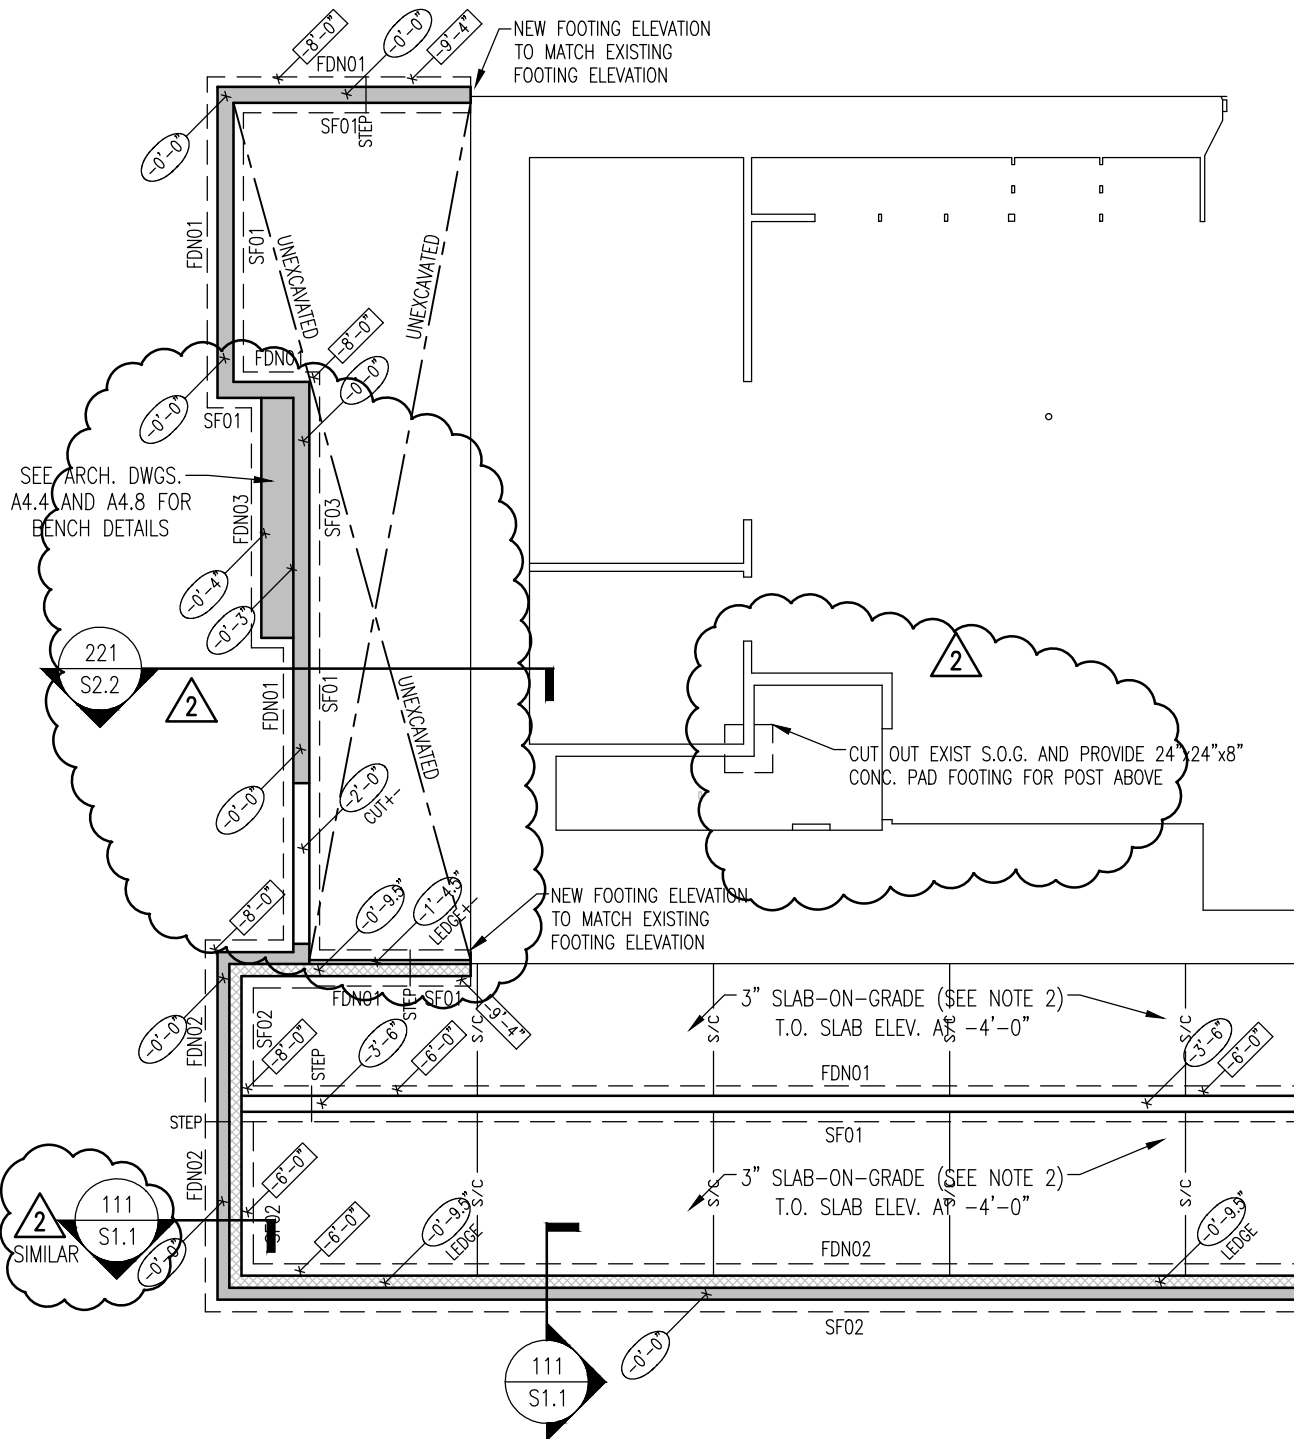 -8'-0"
-0'-0"
-9'-4"
NEW FOOTING ELEVATION
TO MATCH EXISTING
FOOTING ELEVATION
FDN01
SF01
STEP
-0'-0"
FDN01
SF01
UNEXCAVATED
UNEXCAVATED
-8'-0"
FDN01
-0'-0"
-0'-0"
SF01
SEE ARCH. DWGS.
A4.4 AND A4.8 FOR
BENCH DETAILS
FDN03
SF03
-0'-4"
-0'-3"
221
S2.2
2
FDN01
SF01
UNEXCAVATED
2
CUT OUT EXIST S.O.G. AND PROVIDE 24"x24"x8"
CONC. PAD FOOTING FOR POST ABOVE
-0'-0"
-2'-0"
CUT+-
-8'-0"
-0'-9.5"
-1'-4.5"
LEDGE+-
NEW FOOTING ELEVATION
TO MATCH EXISTING
FOOTING ELEVATION
FDN01
STEP
SF01
-9'-4"
-0'-0"
FDN02
SF02
-8'-0"
STEP
-3'-6"
-6'-0"
S/C
S/C
S/C
S/C
3" SLAB-ON-GRADE (SEE NOTE 2)
T.O. SLAB ELEV. AT -4'-0"
-3'-6"
-6'-0"
FDN01
STEP
SF01
FDN02
-6'-0"
SF02
-6'-0"
-0'-9.5"
LEDGE
S/C
S/C
S/C
S/C
3" SLAB-ON-GRADE (SEE NOTE 2)
T.O. SLAB ELEV. AT -4'-0"
-0'-9.5"
LEDGE
FDN02
2
SIMILAR
111
S1.1
-0'-0"
SF02
-0'-0"
111
S1.1